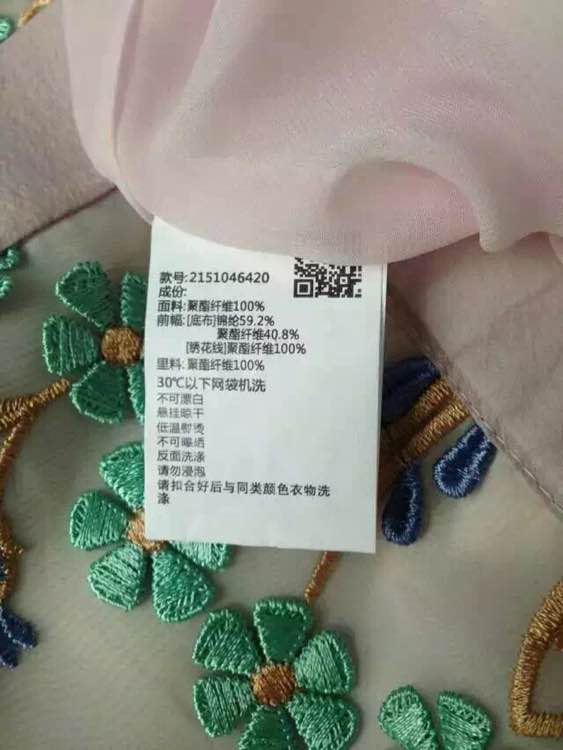 款号:2151046420
成份:
面料:聚酯纤维100%
前幅:[底布]锦纶59.2%
聚酯纤维40.8%
[绣花线]聚酯纤维100%
里料:聚酯纤维100%
30℃以下网袋机洗
不可漂白
悬挂晾干
低温熨烫
不可曝晒
反面洗涤
请勿浸泡
请扣合好后与同类颜色衣物洗
涤